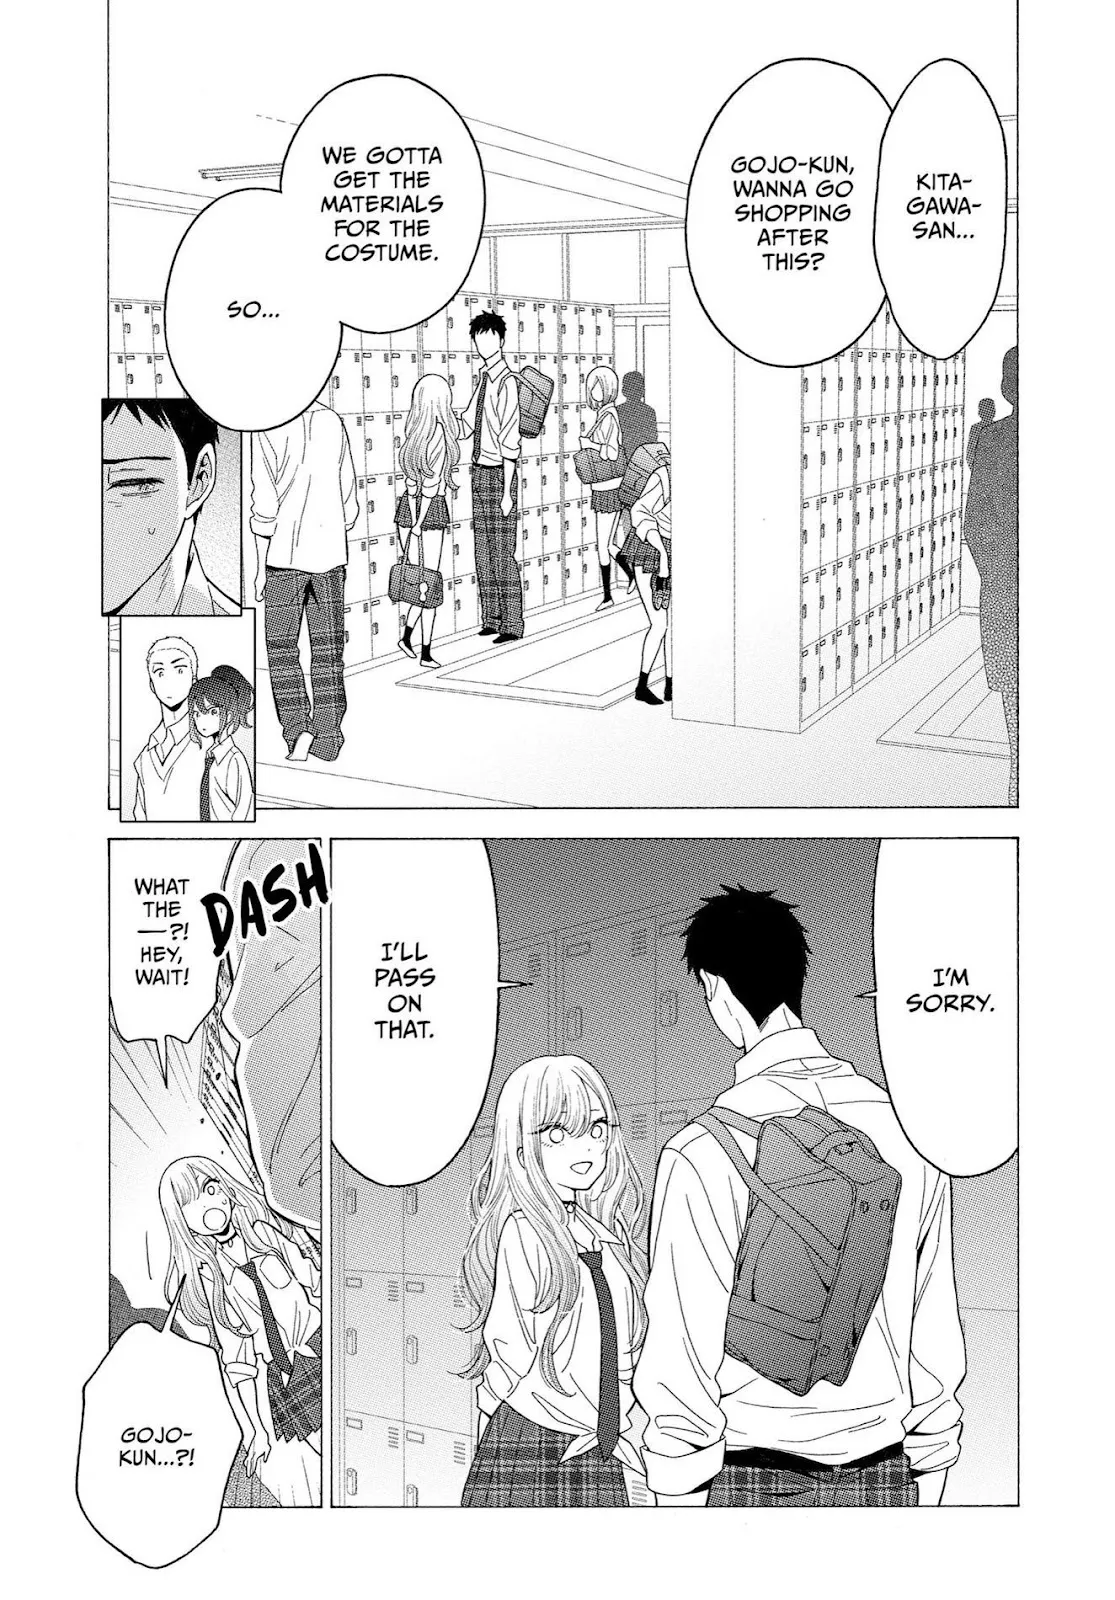 KITA-
GAWA-
SAN...
GOJO-KUN,
WANNA GO
SHOPPING
AFTER
THIS?
WE GOTTA
GET THE
MATERIALS
FOR THE
COSTUME.
SO...
I'M
SORRY.
I'LL
PASS
ON
THAT.
DASH
WHAT
THE
—?!
HEY,
WAIT!
GOJO-
KUN...?!